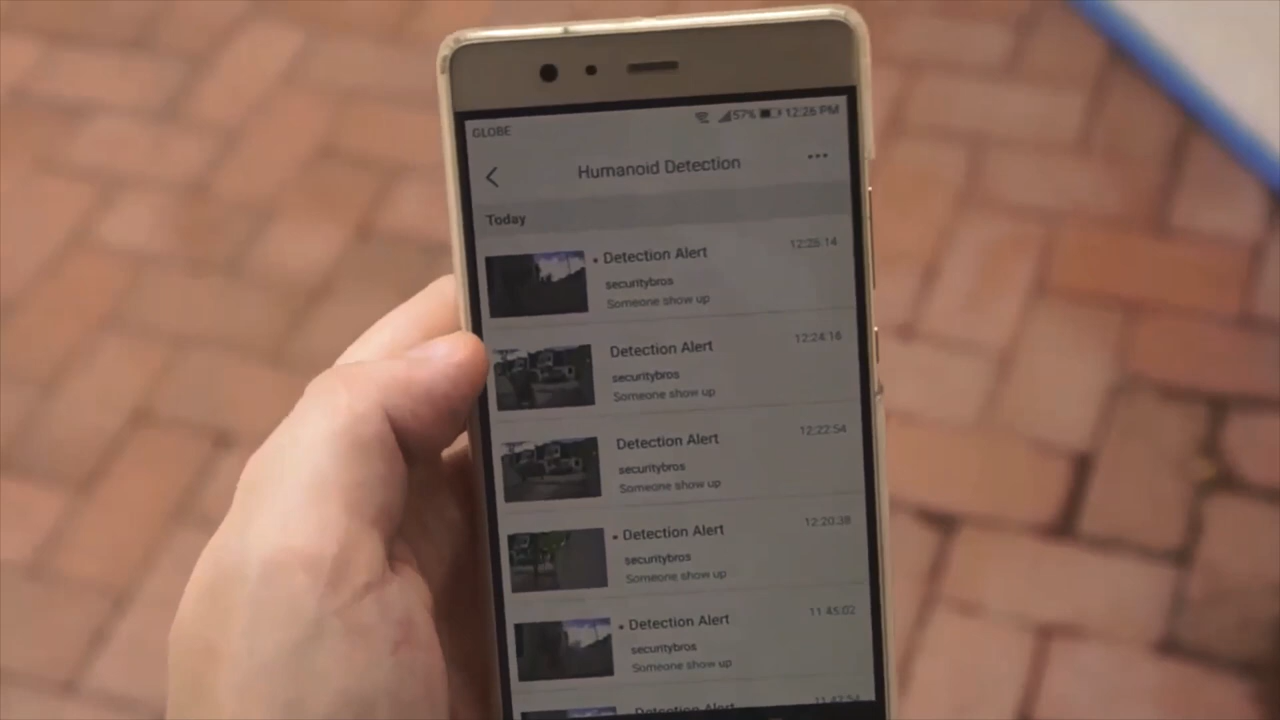 GLOBE 57% 12:26 PM
Humanoid Detection
Today
Detection Alert 12:26:14
securitybros
Someone show up
Detection Alert 12:24:16
securitybros
Someone show up
Detection Alert 12:22:54
securitybros
Someone show up
Detection Alert 12:20:38
securitybros
Someone show up
Detection Alert 11:45:02
securitybros
Someone show up
Detection Alert